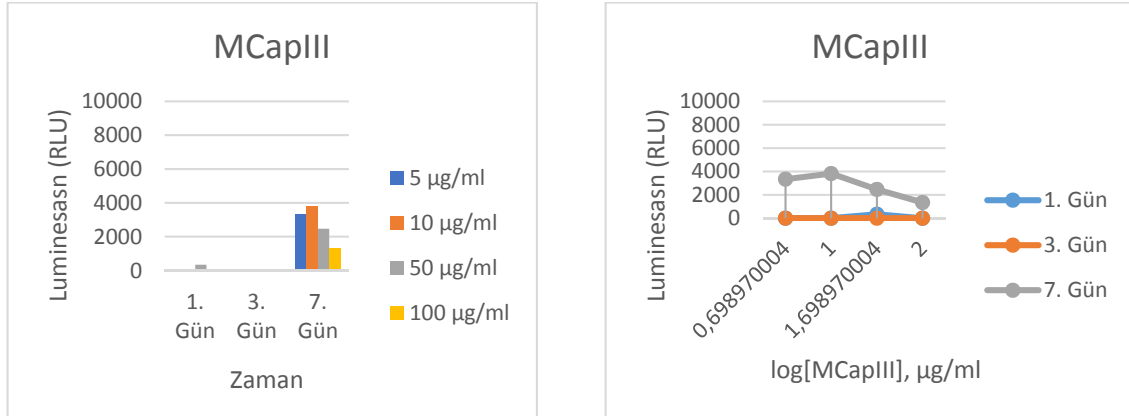 MCapIII
Luminesasn (RLU)
10000
8000
6000
4000
2000
0
1. Gün
3. Gün
7. Gün
Zaman
5 µg/ml
10 µg/ml
50 µg/ml
100 µg/ml
MCapIII
Luminesasn (RLU)
10000
8000
6000
4000
2000
0
0,698970004
1
1,698970004
2
log[MCapIII], µg/ml
1. Gün
3. Gün
7. Gün